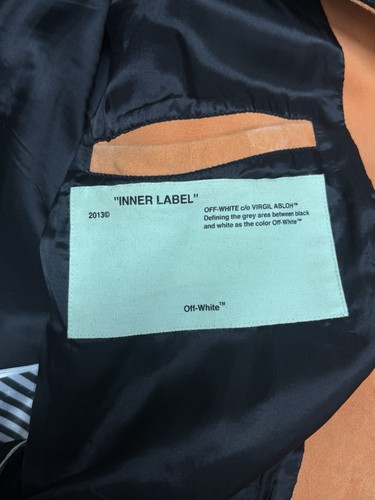 "INNER LABEL"
2013©
OFF-WHITE c/o VIRGIL ABLOH™
Defining the grey area between black
and white as the color Off-White™
Off-White™